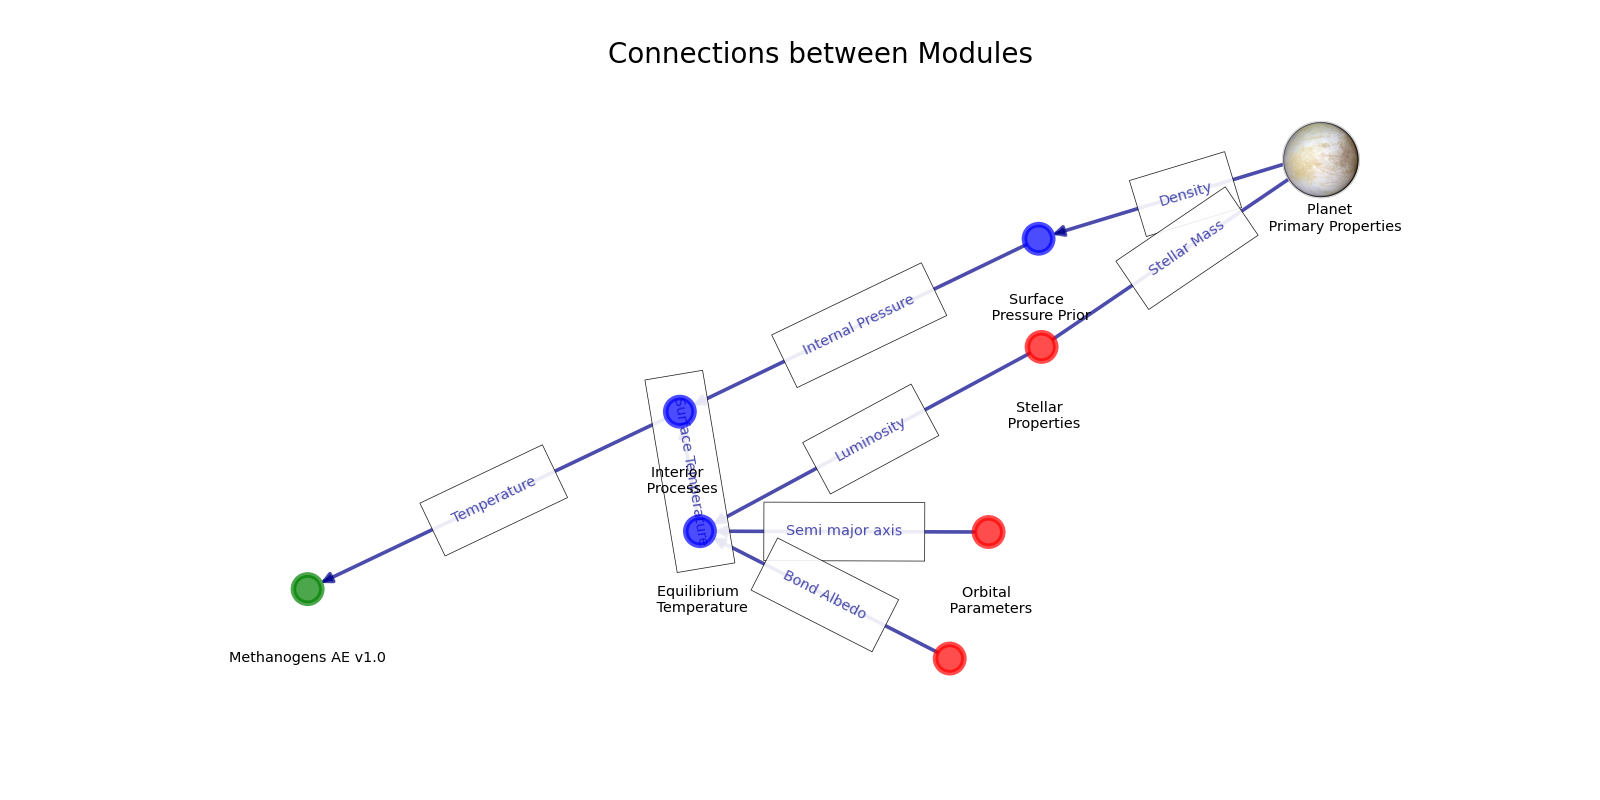 Connections between Modules
Density
Planet
Primary Properties
Stellar Mass
Surface
Pressure Prior
Internal Pressure
Stellar
Properties
Luminosity
Surface Temperature
Interior
Processes
Temperature
Semi major axis
Equilibrium
Temperature
Bond Albedo
Orbital
Parameters
Methanogens AE v1.0